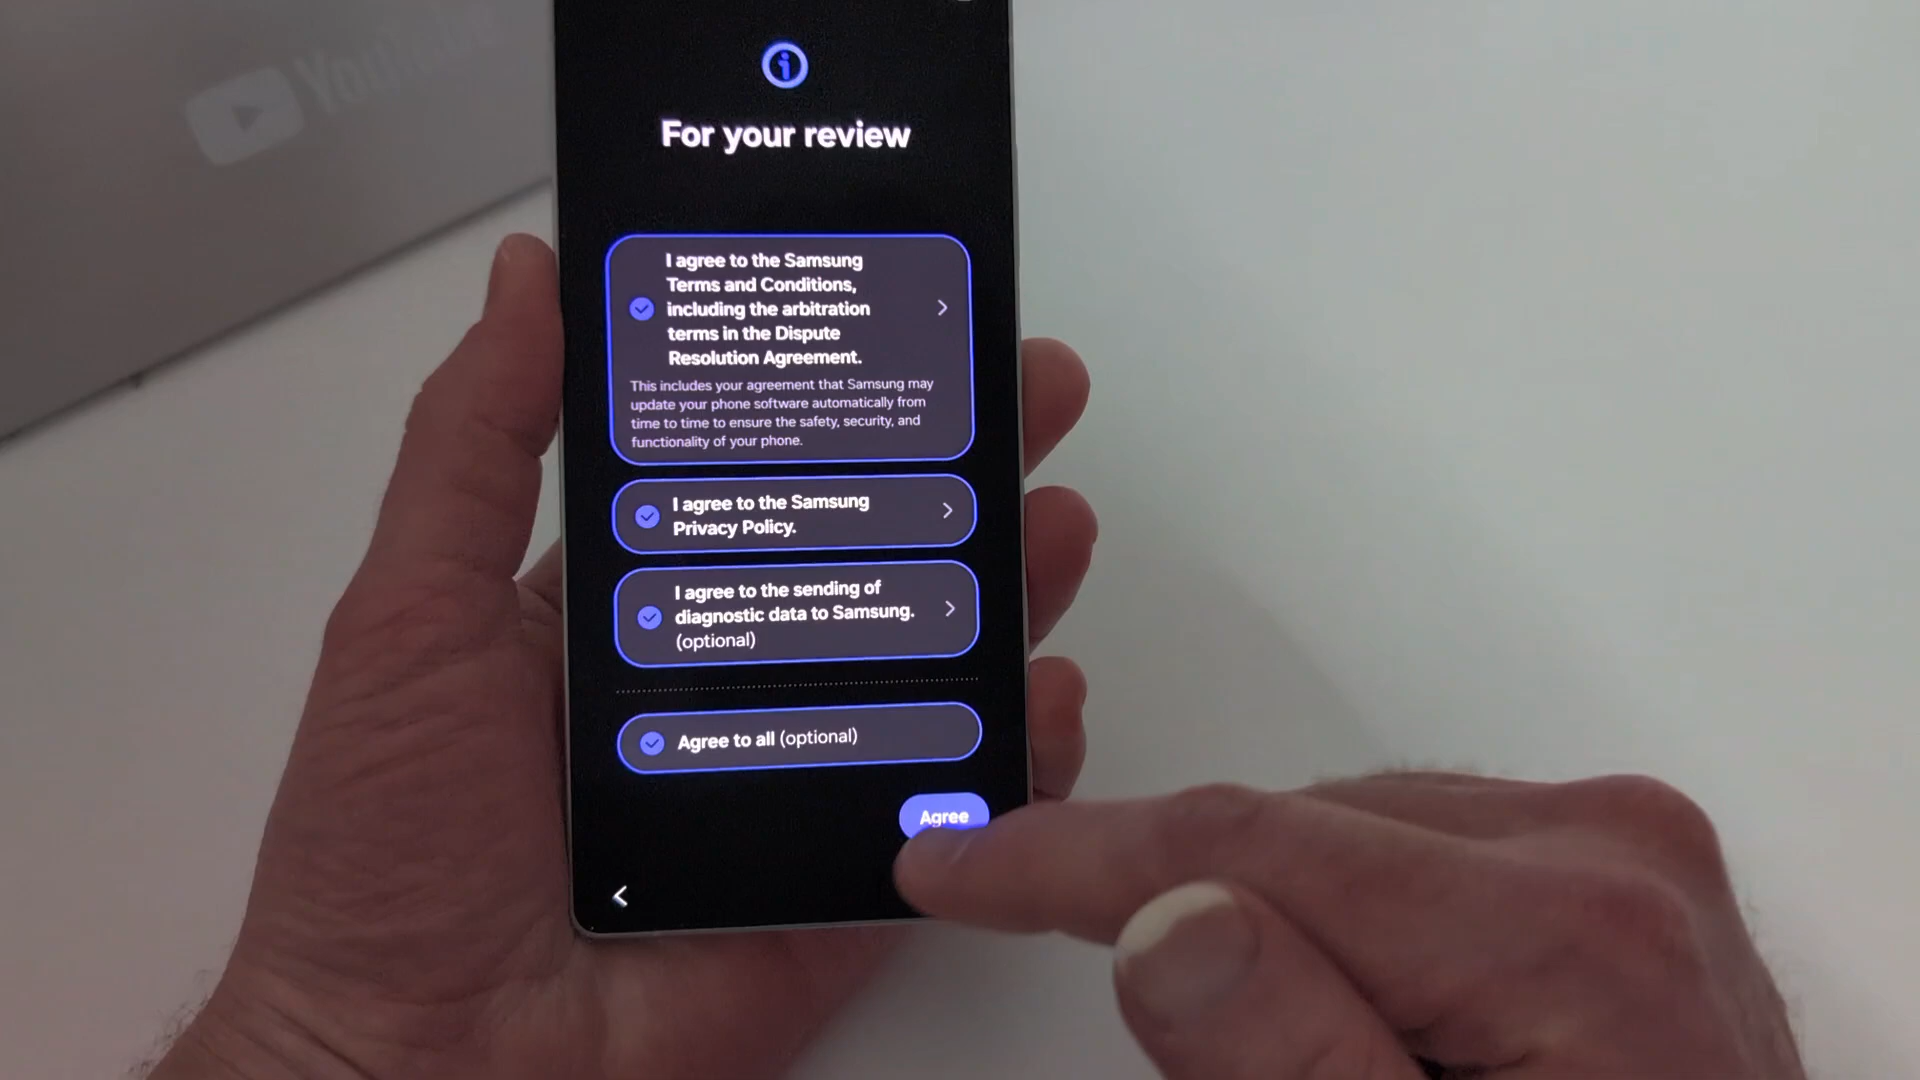 YouTube
For your review
I agree to the Samsung
Terms and Conditions,
including the arbitration
terms in the Dispute
Resolution Agreement.
This includes your agreement that Samsung may
update your phone software automatically from
time to time to ensure the safety, security, and
functionality of your phone.
I agree to the Samsung
Privacy Policy.
I agree to the sending of
diagnostic data to Samsung.
(optional)
Agree to all (optional)
Agree